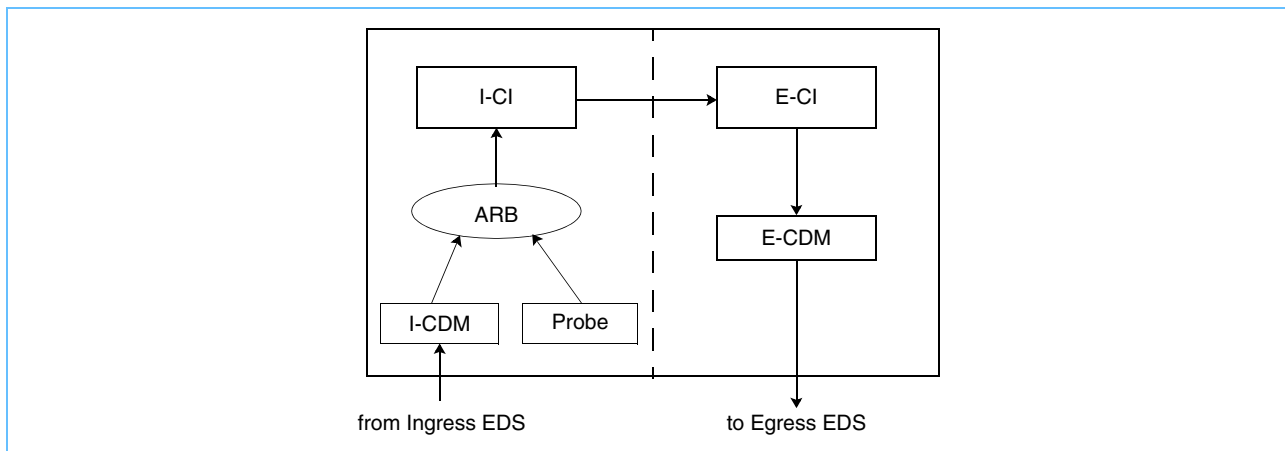 I-CI
E-CI
ARB
E-CDM
I-CDM
Probe
from Ingress EDS
to Egress EDS